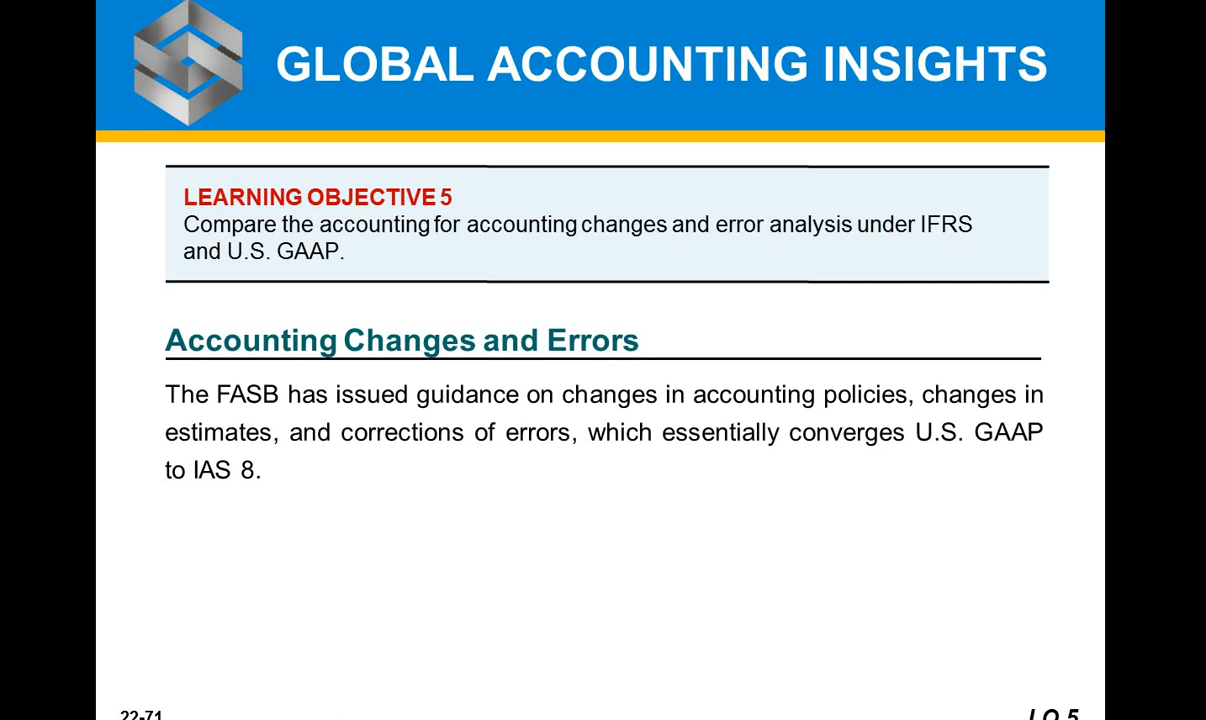 GLOBAL ACCOUNTING INSIGHTS
LEARNING OBJECTIVE 5
Compare the accounting for accounting changes and error analysis under IFRS
and U.S. GAAP.
Accounting Changes and Errors
The FASB has issued guidance on changes in accounting policies, changes in
estimates, and corrections of errors, which essentially converges U.S. GAAP
to IAS 8.
22-71
LO 5